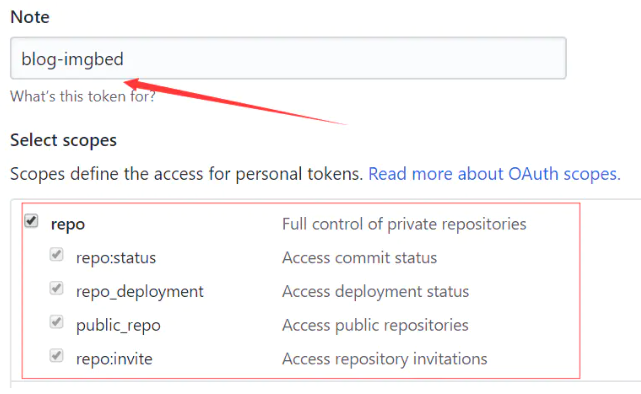 Note
blog-imgbed
What's this token for?
Select scopes
Scopes define the access for personal tokens. Read more about OAuth scopes.
repo Full control of private repositories
repo:status Access commit status
repo_deployment Access deployment status
public_repo Access public repositories
repo:invite Access repository invitations